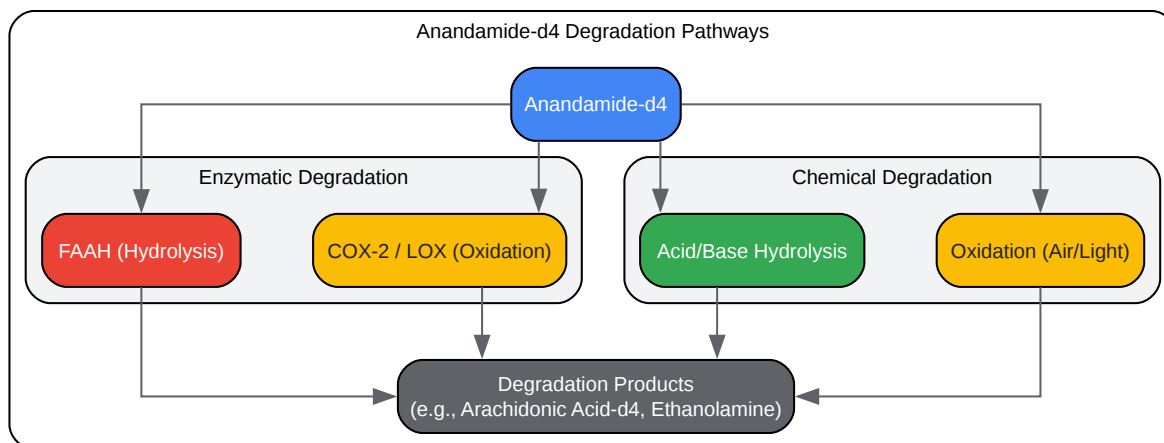 Anandamide-d4 Degradation Pathways
Anandamide-d4
Enzymatic Degradation
Chemical Degradation
FAAH (Hydrolysis)
COX-2 / LOX (Oxidation)
Acid/Base Hydrolysis
Oxidation (Air/Light)
Degradation Products
(e.g., Arachidonic Acid-d4, Ethanolamine)